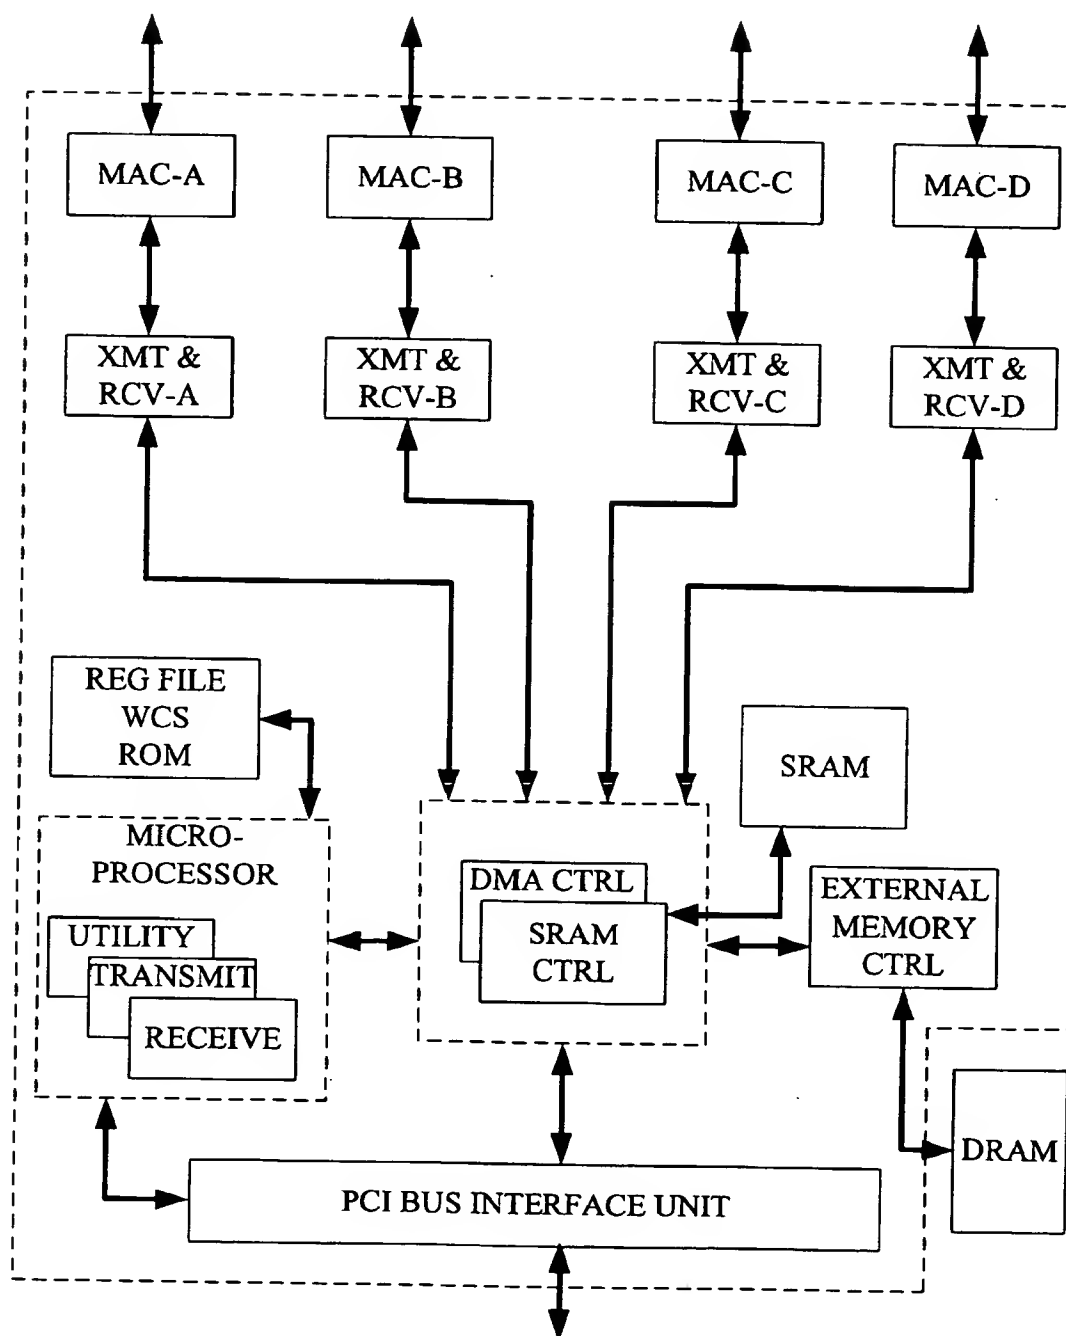 MAC-A
MAC-B
MAC-C
MAC-D
XMT &
RCV-A
XMT &
RCV-B
XMT &
RCV-C
XMT &
RCV-D
REG FILE
WCS
ROM
SRAM
MICRO-
PROCESSOR
UTILITY
TRANSMIT
RECEIVE
DMA CTRL
SRAM
CTRL
EXTERNAL
MEMORY
CTRL
DRAM
PCI BUS INTERFACE UNIT